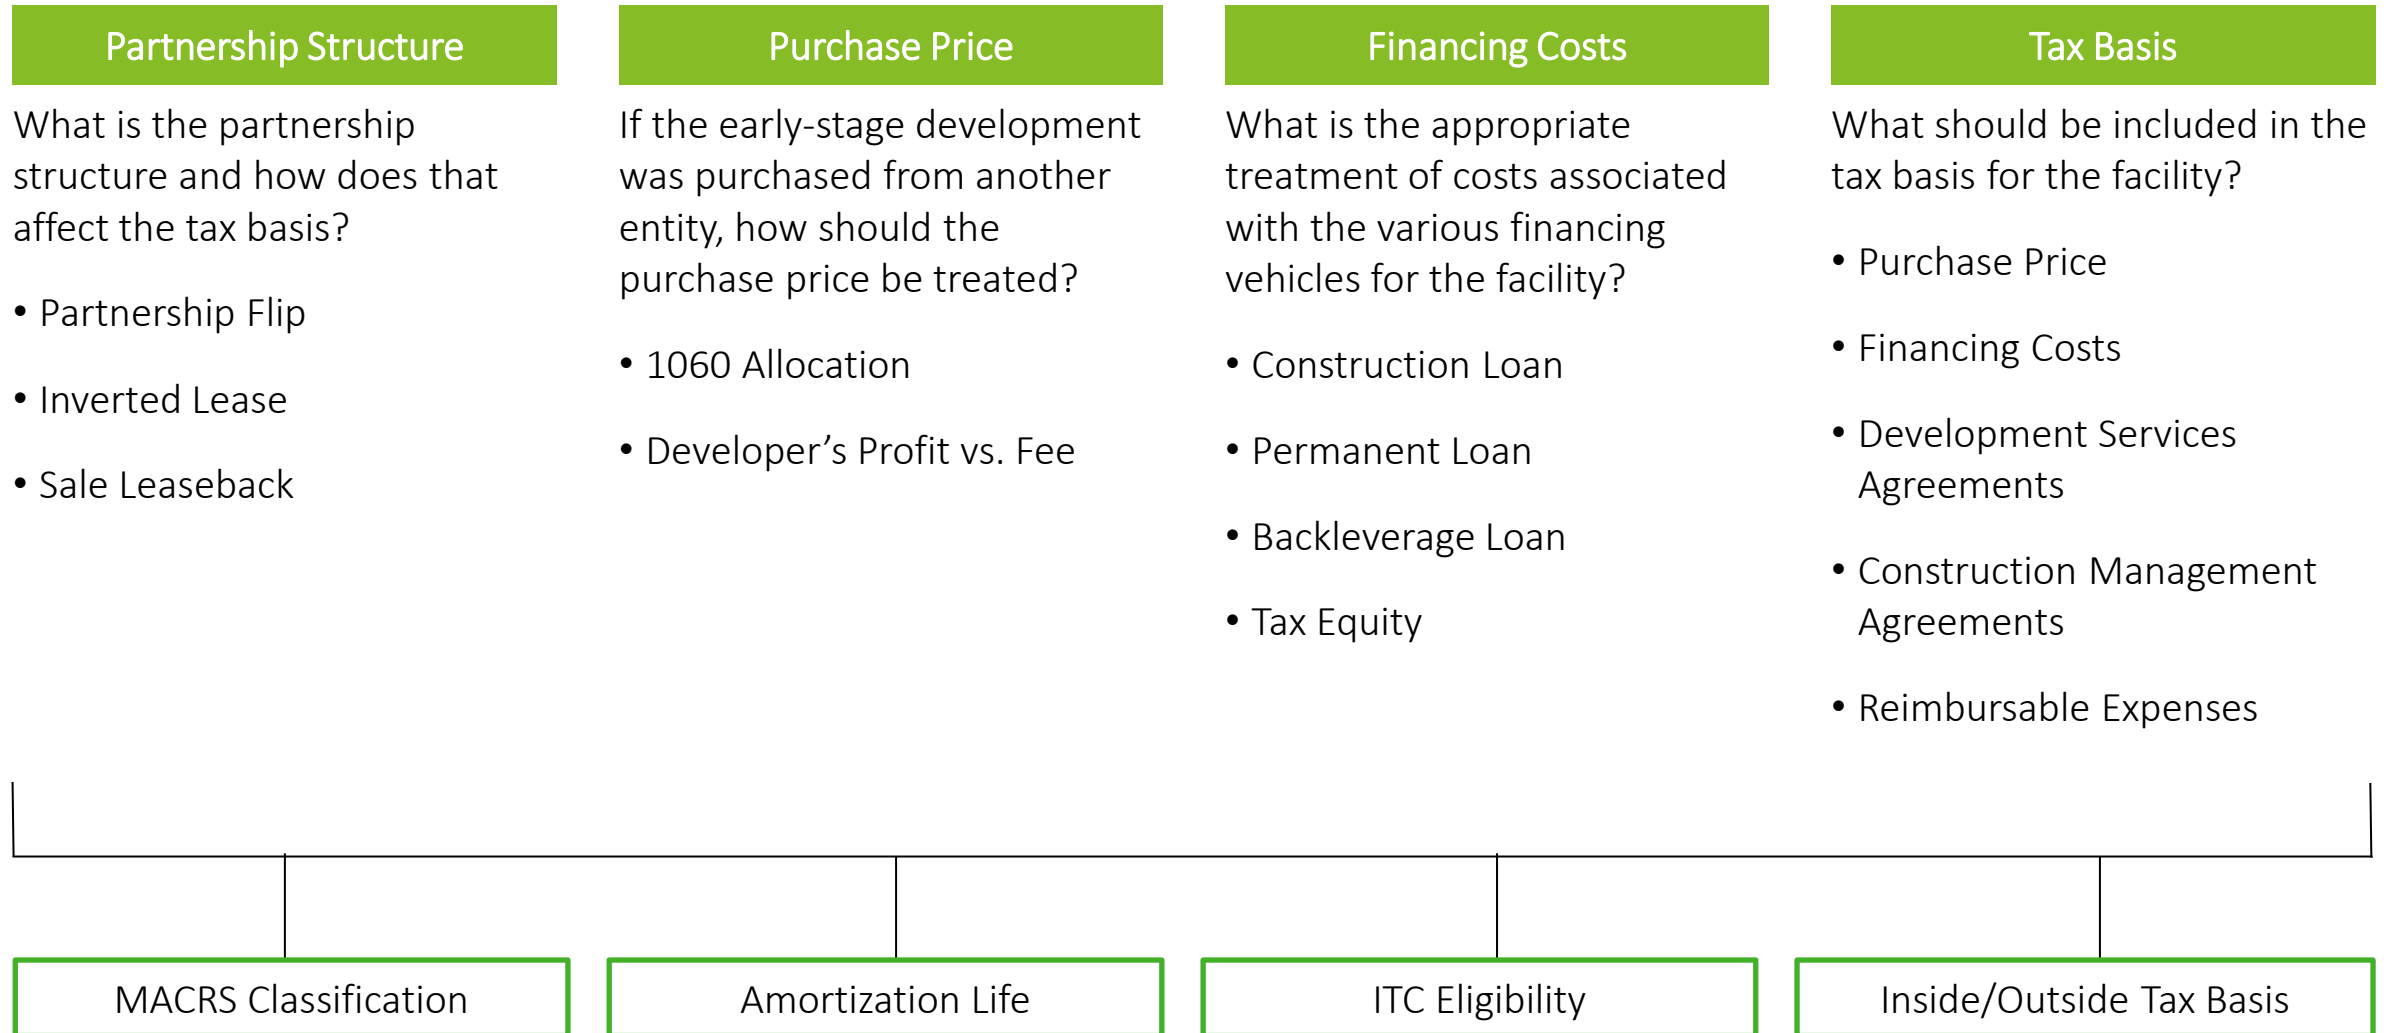 Partnership Structure
What is the partnership
structure and how does that
affect the tax basis?
• Partnership Flip
• Inverted Lease
• Sale Leaseback
Purchase Price
If the early-stage development
was purchased from another
entity, how should the
purchase price be treated?
• 1060 Allocation
• Developer’s Profit vs. Fee
Financing Costs
What is the appropriate
treatment of costs associated
with the various financing
vehicles for the facility?
• Construction Loan
• Permanent Loan
• Backleverage Loan
• Tax Equity
Tax Basis
What should be included in the
tax basis for the facility?
• Purchase Price
• Financing Costs
• Development Services
Agreements
• Construction Management
Agreements
• Reimbursable Expenses
MACRS Classification
Amortization Life
ITC Eligibility
Inside/Outside Tax Basis